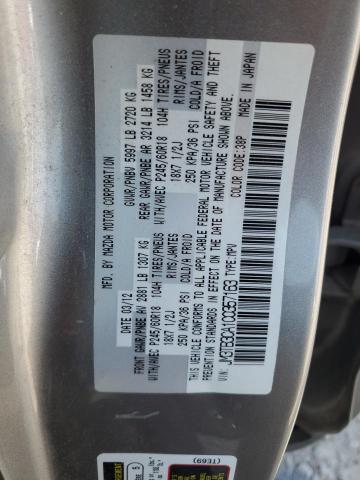 MFD. BY MAZDA MOTOR CORPORATION
DATE 03/12 GVWR/PNBV 5997 LB 2720 KG
FRONT GAWR/PNBE AV 2881 LB 1307 KG REAR GAWR/PNBE AR 3214 LB 1458 KG
WITH/AVEC P245/60R18 104H TIRES/PNEUS WITH/AVEC P245/60R18 104H TIRES/PNEUS
18X7 1/2J RIMS/JANTES 18X7 1/2J RIMS/JANTES
250 KPA/36 PSI COLD/A FROID 250 KPA/36 PSI COLD/A FROID
THIS VEHICLE CONFORMS TO ALL APPLICABLE FEDERAL MOTOR VEHICLE SAFETY AND THEFT
PREVENTION STANDARDS IN EFFECT ON THE DATE OF MANUFACTURE SHOWN ABOVE.
COLOR CODE:38P MADE IN JAPAN
VIN: TYPE:MPV
(TE69)
5